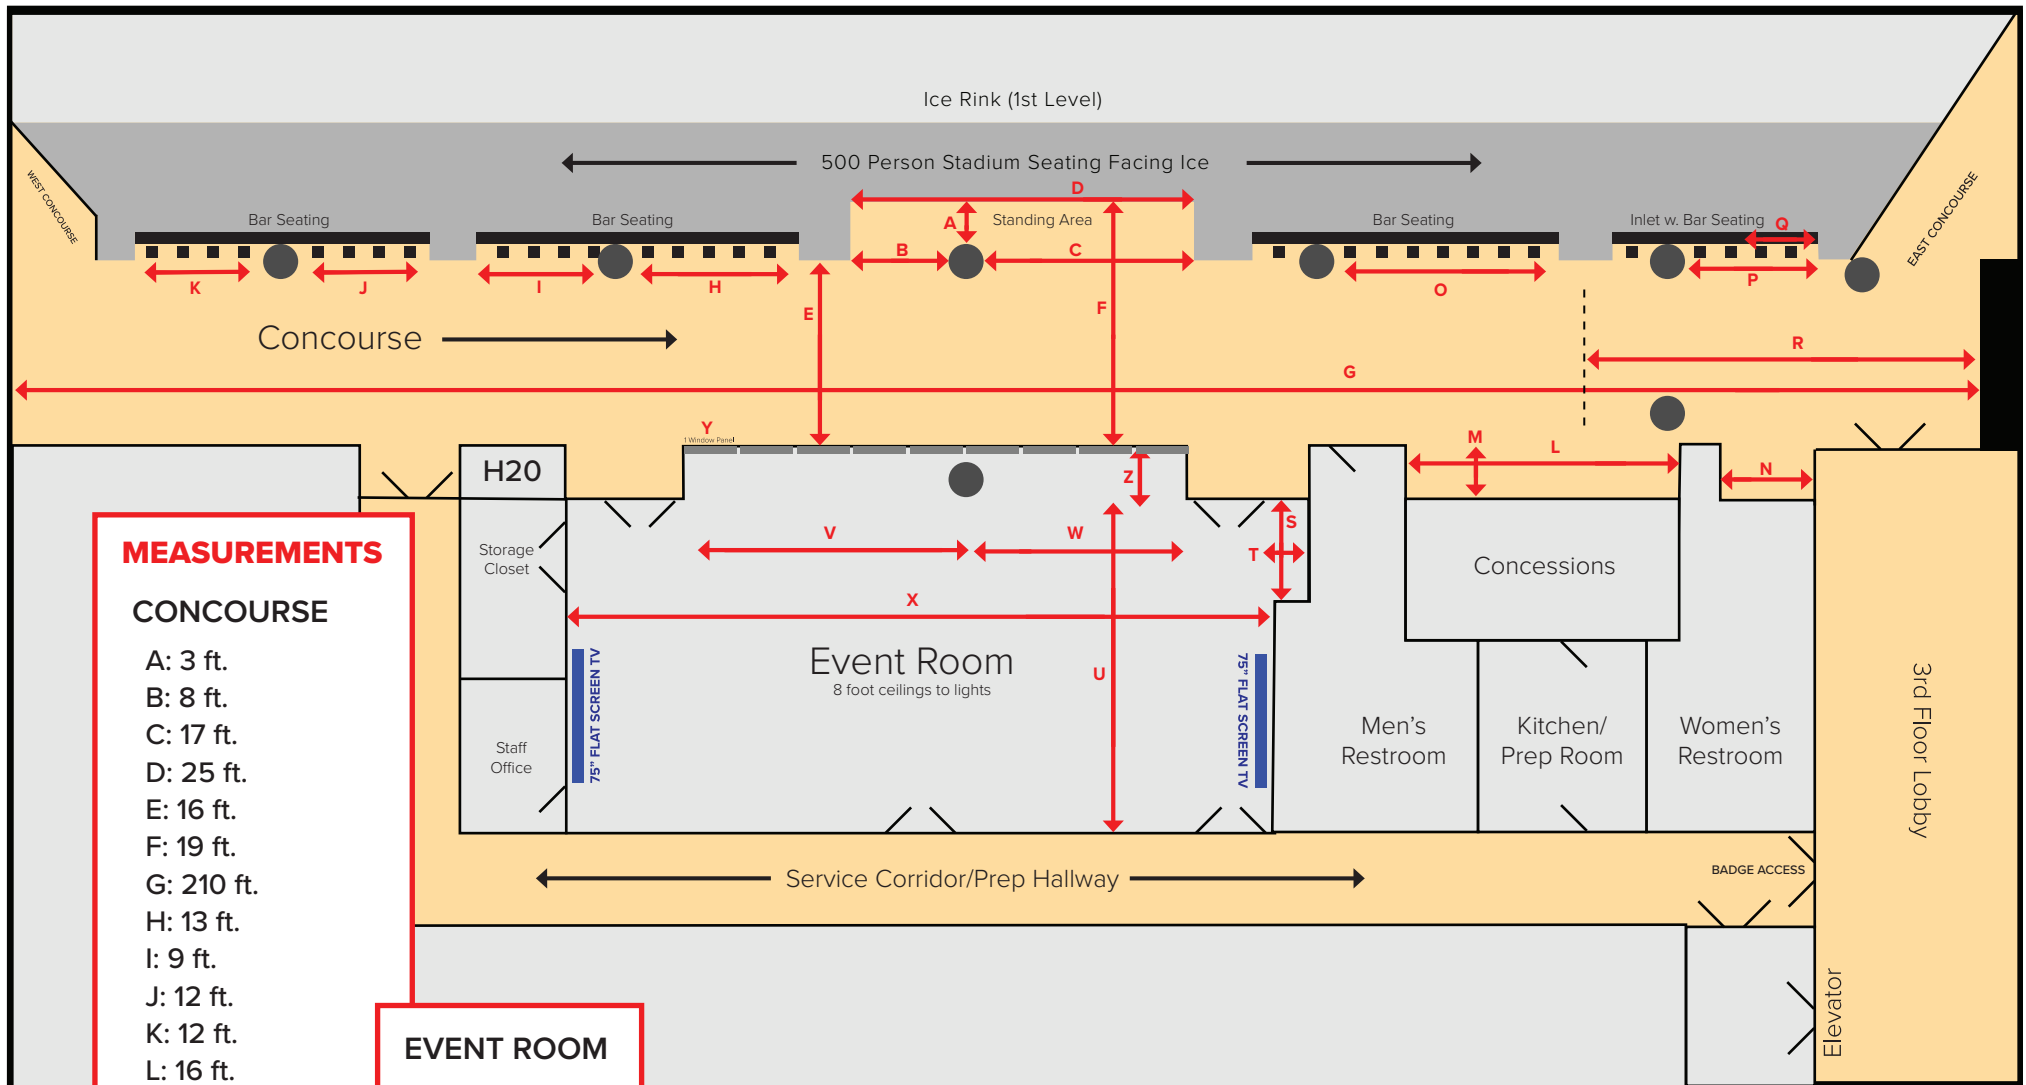 Ice Rink (1st Level)
500 Person Stadium Seating Facing Ice
WEST CONCOURSE
EAST CONCOURSE
D
Bar Seating
Bar Seating
A
Standing Area
Bar Seating
Inlet w. Bar Seating
Q
B
C
K
J
I
H
O
P
E
F
Concourse
R
G
Y
1 Window Panel
M
L
N
Z
H20
S
T
V
W
Storage
Closet
Concessions
X
Event Room
8 foot ceilings to lights
U
75” FLAT SCREEN TV
75” FLAT SCREEN TV
Staff
Office
Men’s
Restroom
Kitchen/
Prep Room
Women’s
Restroom
3rd Floor Lobby
Service Corridor/Prep Hallway
BADGE ACCESS
Elevator
MEASUREMENTS
CONCOURSE
A: 3 ft.
B: 8 ft.
C: 17 ft.
D: 25 ft.
E: 16 ft.
F: 19 ft.
G: 210 ft.
H: 13 ft.
I: 9 ft.
J: 12 ft.
K: 12 ft.
L: 16 ft.
EVENT ROOM